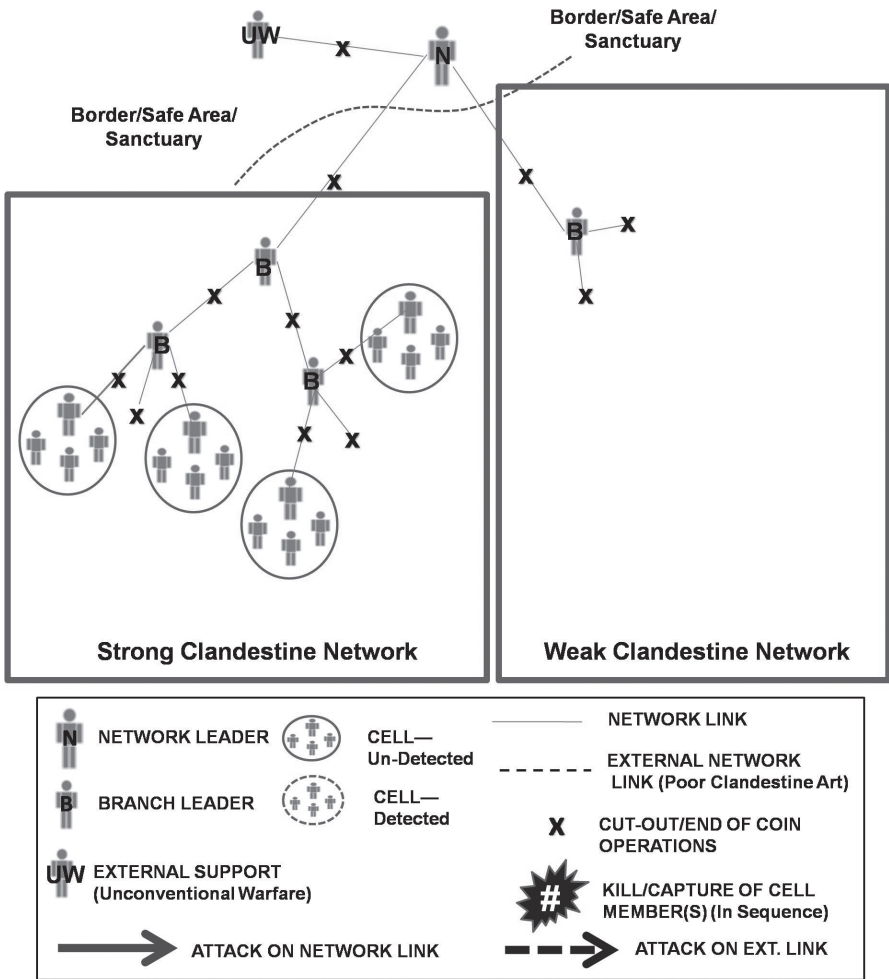 UW
X
N
Border/Safe Area/
Sanctuary
Border/Safe Area/
Sanctuary
X
X
B
X
X
B
X
X
X
B
X
B
X
X
X
X
X
X
Strong Clandestine Network
Weak Clandestine Network
N NETWORK LEADER
CELL—
Un-Detected
NETWORK LINK
B BRANCH LEADER
CELL—
Detected
EXTERNAL NETWORK
LINK (Poor Clandestine Art)
X CUT-OUT/END OF COIN
OPERATIONS
UW EXTERNAL SUPPORT
(Unconventional Warfare)
# KILL/CAPTURE OF CELL
MEMBER(S) (In Sequence)
ATTACK ON NETWORK LINK
ATTACK ON EXT. LINK